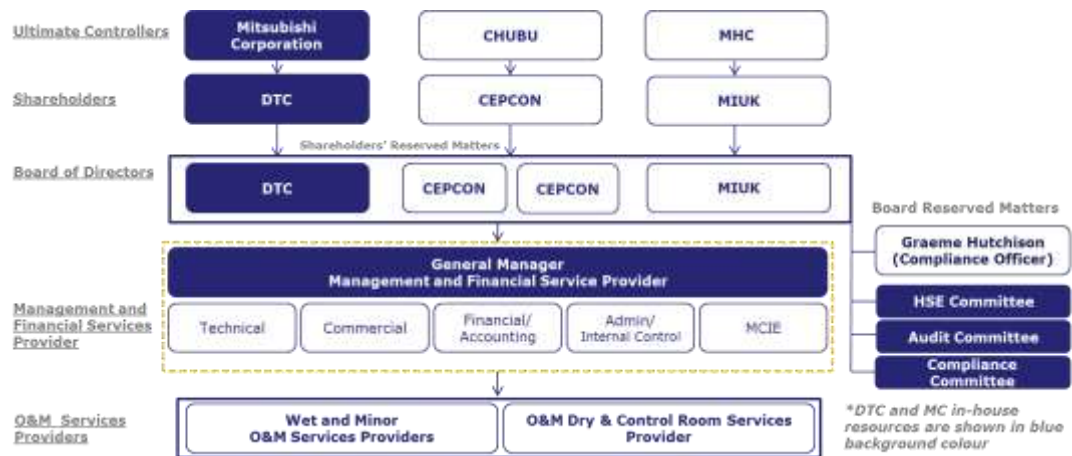 Ultimate Controllers
Mitsubishi
Corporation
CHUBU
MHC
Shareholders
DTC
CEPCON
MIUK
Shareholders' Reserved Matters
Board of Directors
DTC
CEPCON
CEPCON
MIUK
Board Reserved Matters
Graeme Hutchison
(Compliance Officer)
HSE Committee
Audit Committee
Compliance
Committee
General Manager
Management and Financial Service Provider
Management and
Financial Services
Provider
Technical
Commercial
Financial/
Accounting
Admin/
Internal Control
MCIE
O&M Services
Providers
Wet and Minor
O&M Services Providers
O&M Dry & Control Room Services
Provider
*DTC and MC in-house
resources are shown in blue
background colour